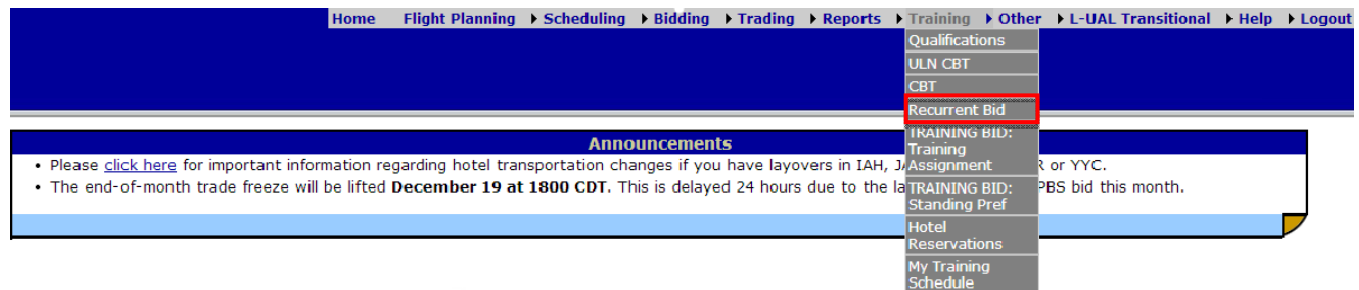 Home Flight Planning Scheduling Bidding Trading Reports Training Other L-UAL Transitional Help Logout
Qualifications
ULN CBT
CBT
Recurrent Bid
TRAINING BID:
Training
Assignment
TRAINING BID:
Standing Pref
Hotel
Reservations
My Training
Schedule
Announcements
• Please click here for important information regarding hotel transportation changes if you have layovers in IAH, or YYC.
• The end-of-month trade freeze will be lifted December 19 at 1800 CDT. This is delayed 24 hours due to the PBS bid this month.